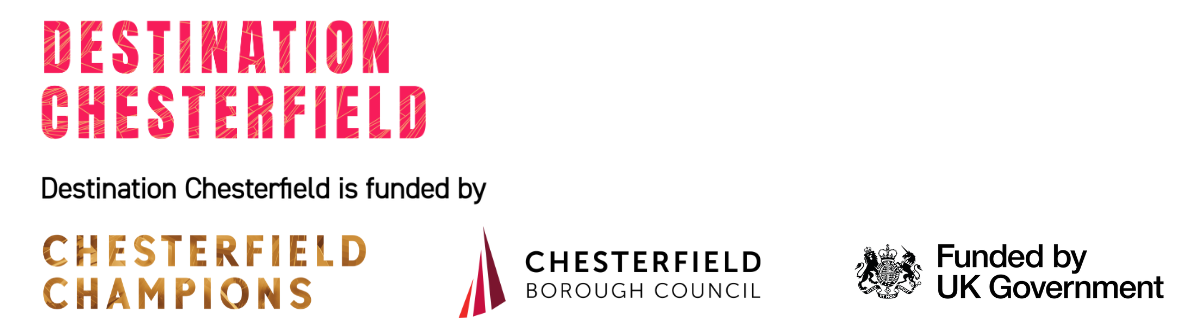 DESTINATION
CHESTERFIELD
Destination Chesterfield is funded by
CHESTERFIELD
CHAMPIONS
CHESTERFIELD
BOROUGH COUNCIL
Funded by
UK Government